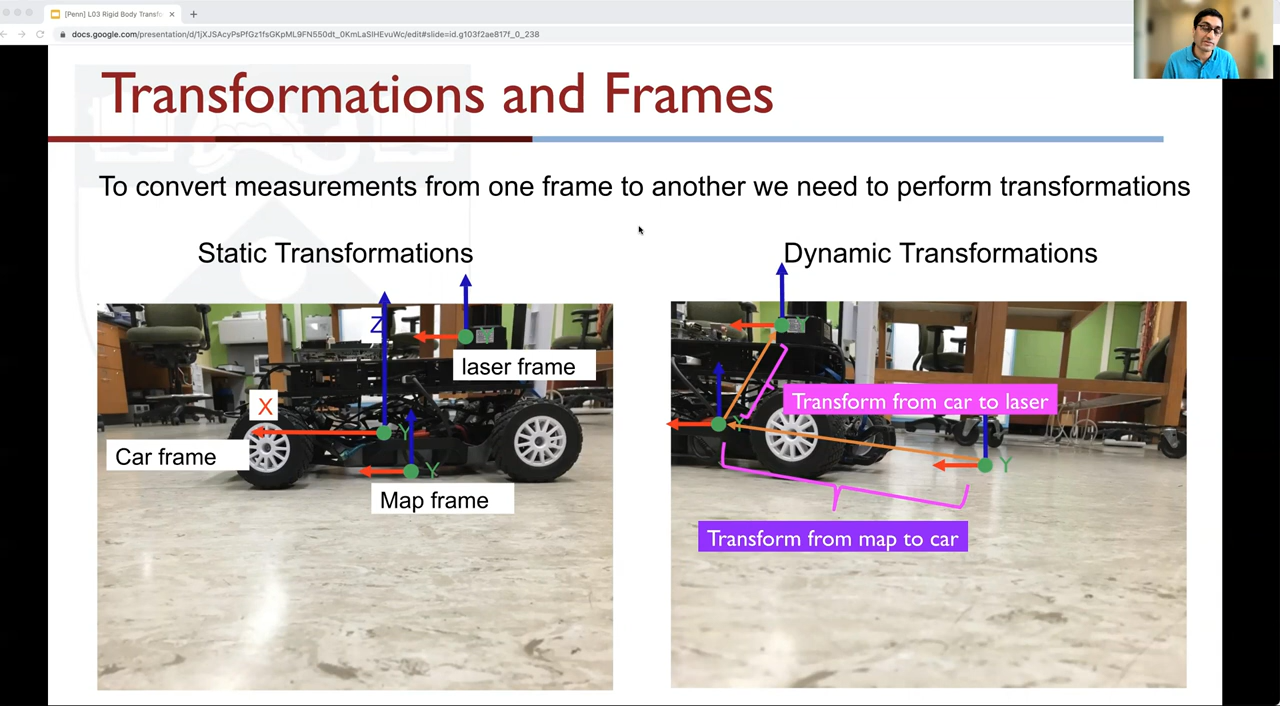 [Penn] L03 Rigid Body Transfo
docs.google.com/presentation/d/1jXJSAcyPsPfGz1fsGKpML9FN550dt_0KmLaSIHEvuWc/edit#slide=id.g103f2ae817f_0_238
Transformations and Frames
To convert measurements from one frame to another we need to perform transformations
Static Transformations
Z
Y
laser frame
X
Y
Car frame
Y
Map frame
Dynamic Transformations
Transform from car to laser
Y
Y
Transform from map to car